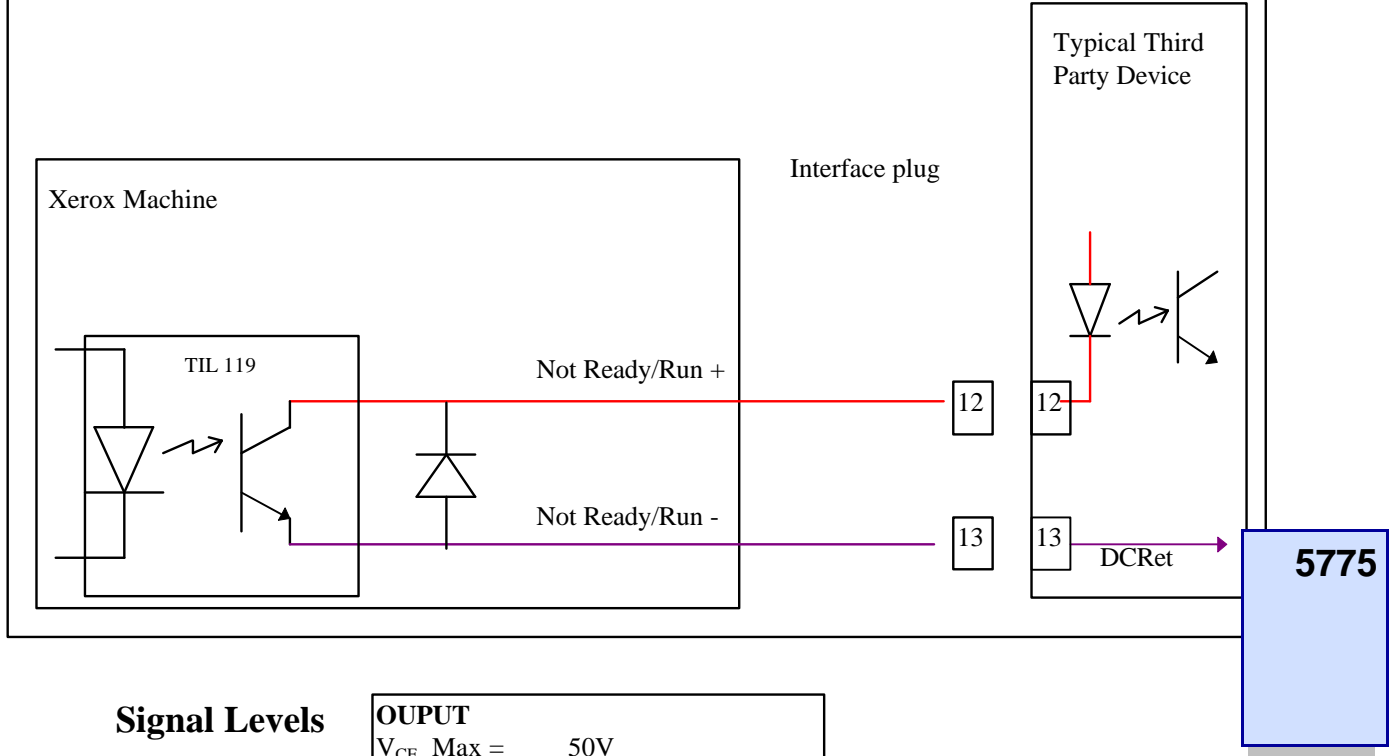 Typical Third
Party Device
Interface plug
Xerox Machine
TIL 119
Not Ready/Run +
12
12
Not Ready/Run -
13
13
DCRet
5775
Signal Levels
OUPUT
VCE Max = 50V